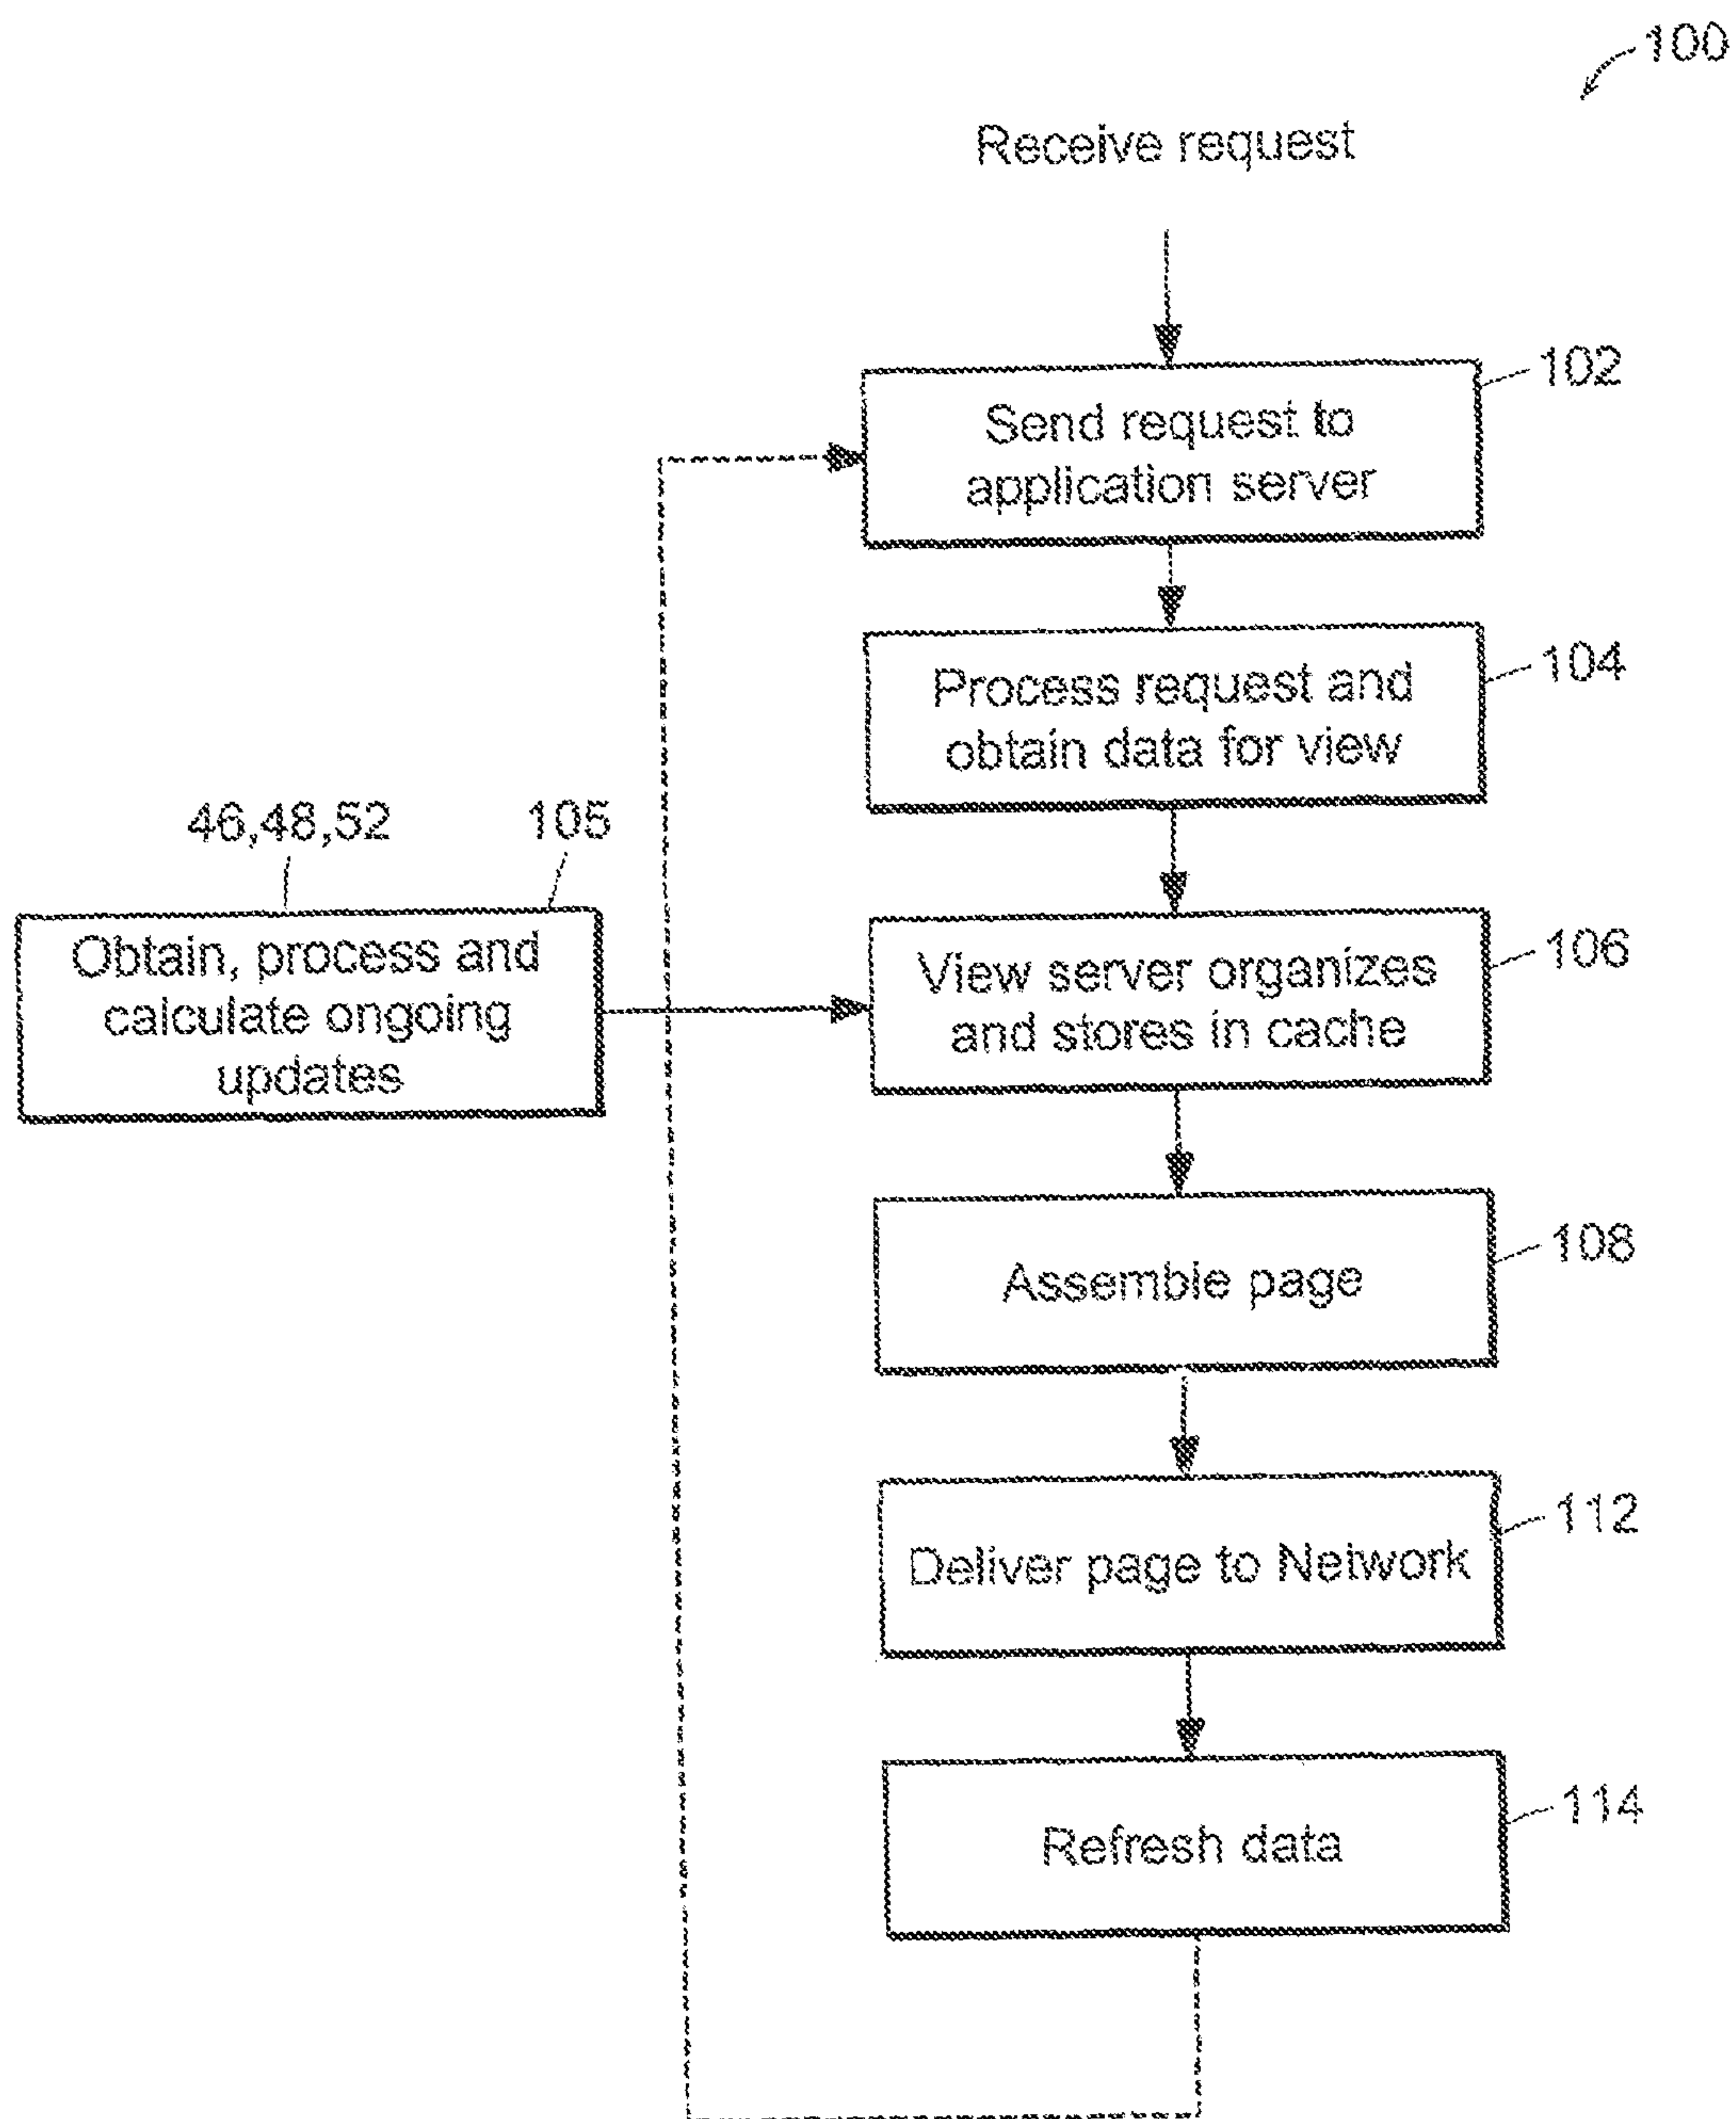 100
Receive request
102
Send request to
application server
104
Process request and
obtain data for view
46,48,52
105
Obtain, process and
calculate ongoing
updates
106
View server organizes
and stores in cache
108
Assemble page
112
Deliver page to Network
114
Refresh data